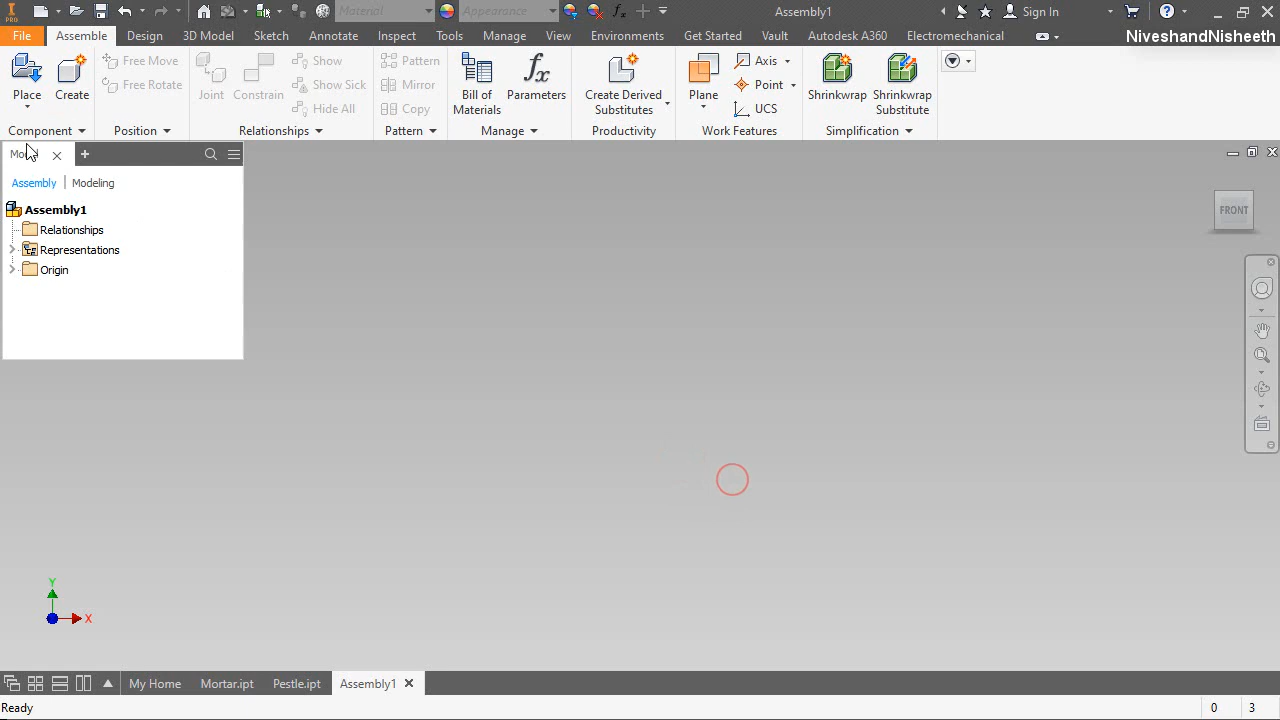 PRO
Material
Appearance
fx
Assembly1
Sign In
File
Assemble
Design
3D Model
Sketch
Annotate
Inspect
Tools
Manage
View
Environments
Get Started
Vault
Autodesk A360
Electromechanical
NiveshandNisheeth
Place
Create
Free Move
Free Rotate
Joint
Constrain
Show
Show Sick
Hide All
Pattern
Mirror
Copy
Bill of
Materials
fx
Parameters
Create Derived
Substitutes
Plane
Axis
Point
UCS
Shrinkwrap
Shrinkwrap
Substitute
Component
Position
Relationships
Pattern
Manage
Productivity
Work Features
Simplification
Assembly | Modeling
Assembly1
Relationships
Representations
Origin
FRONT
Y
X
My Home
Mortar.ipt
Pestle.ipt
Assembly1
Ready
0
3